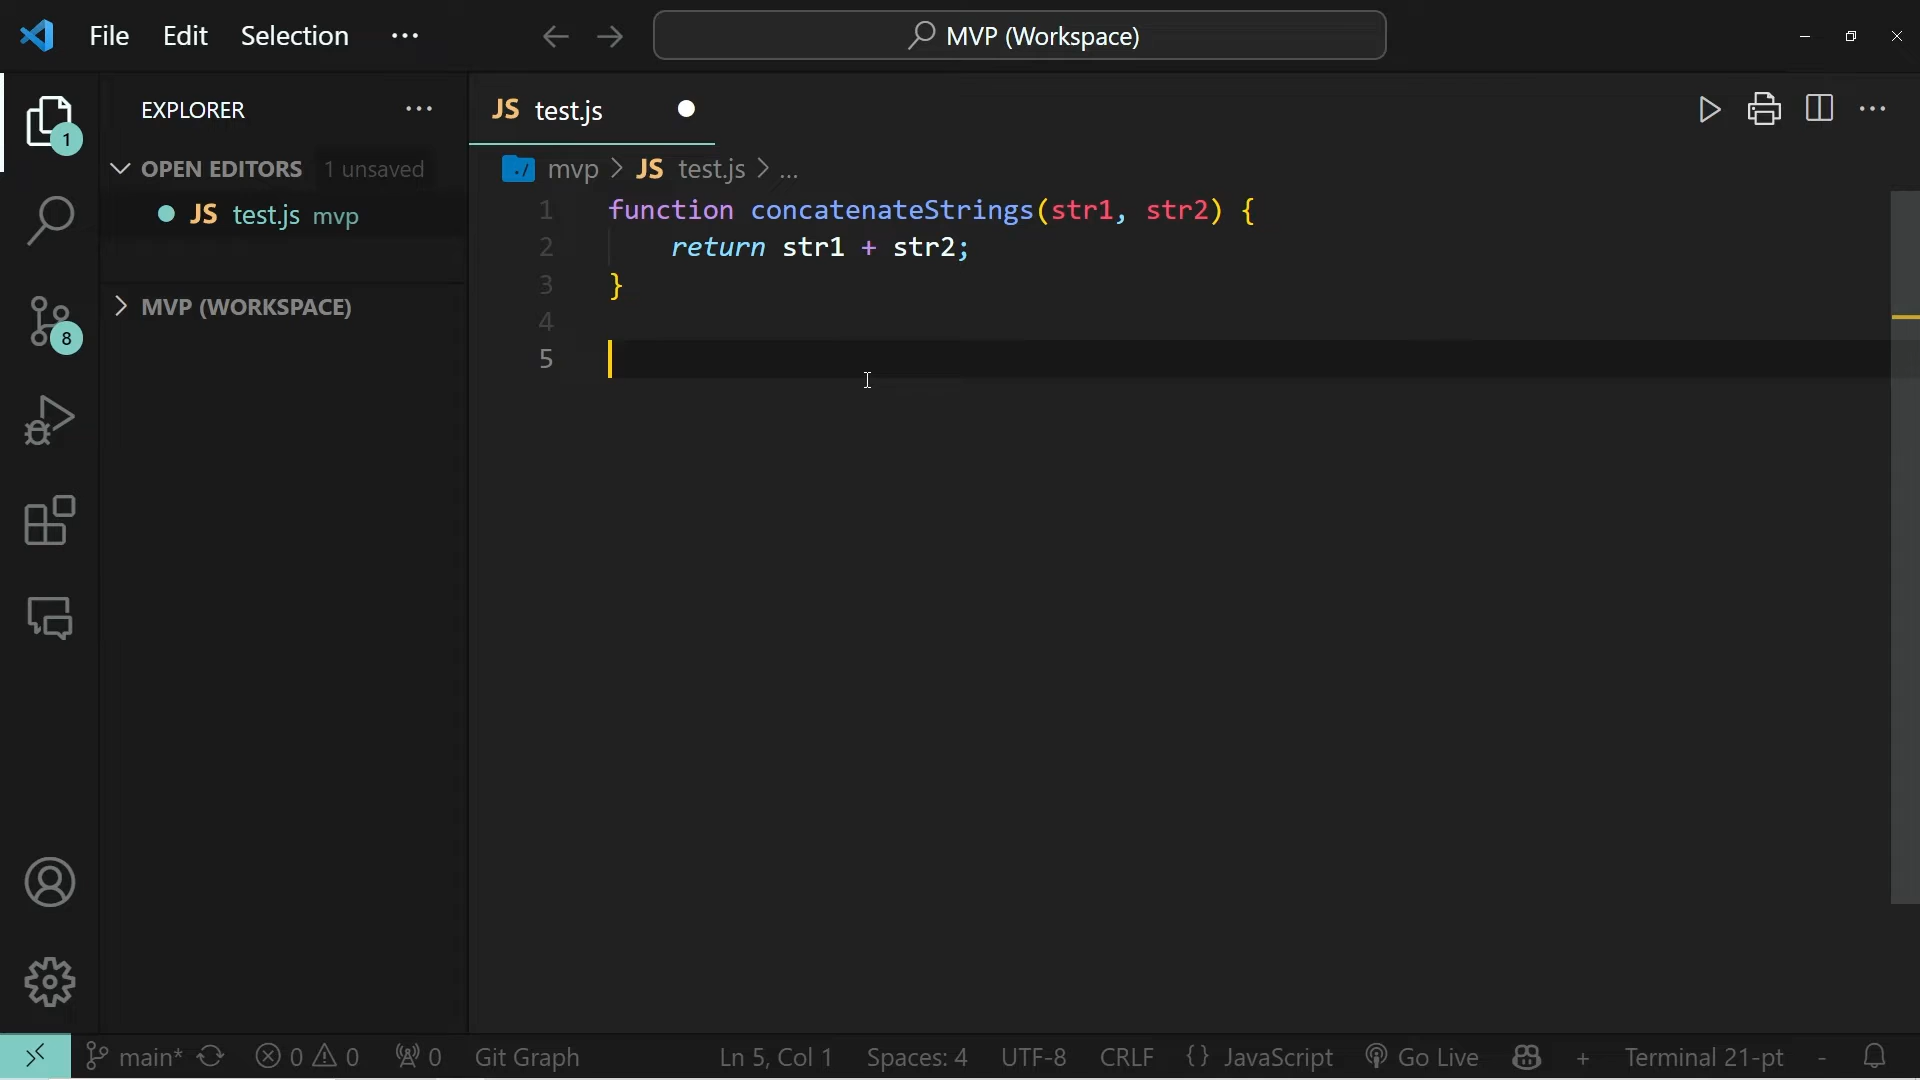 File Edit Selection ···
MVP (Workspace)
EXPLORER ···
JS test.js
1
OPEN EDITORS 1 unsaved
JS test.js mvp
MVP (WORKSPACE)
8
./ mvp > JS test.js > ...
1 function concatenateStrings(str1, str2) {
2 return str1 + str2;
3 }
4
5
main* 0 0 0 Git Graph Ln 5, Col 1 Spaces: 4 UTF-8 CRLF {} JavaScript Go Live + Terminal 21-pt -